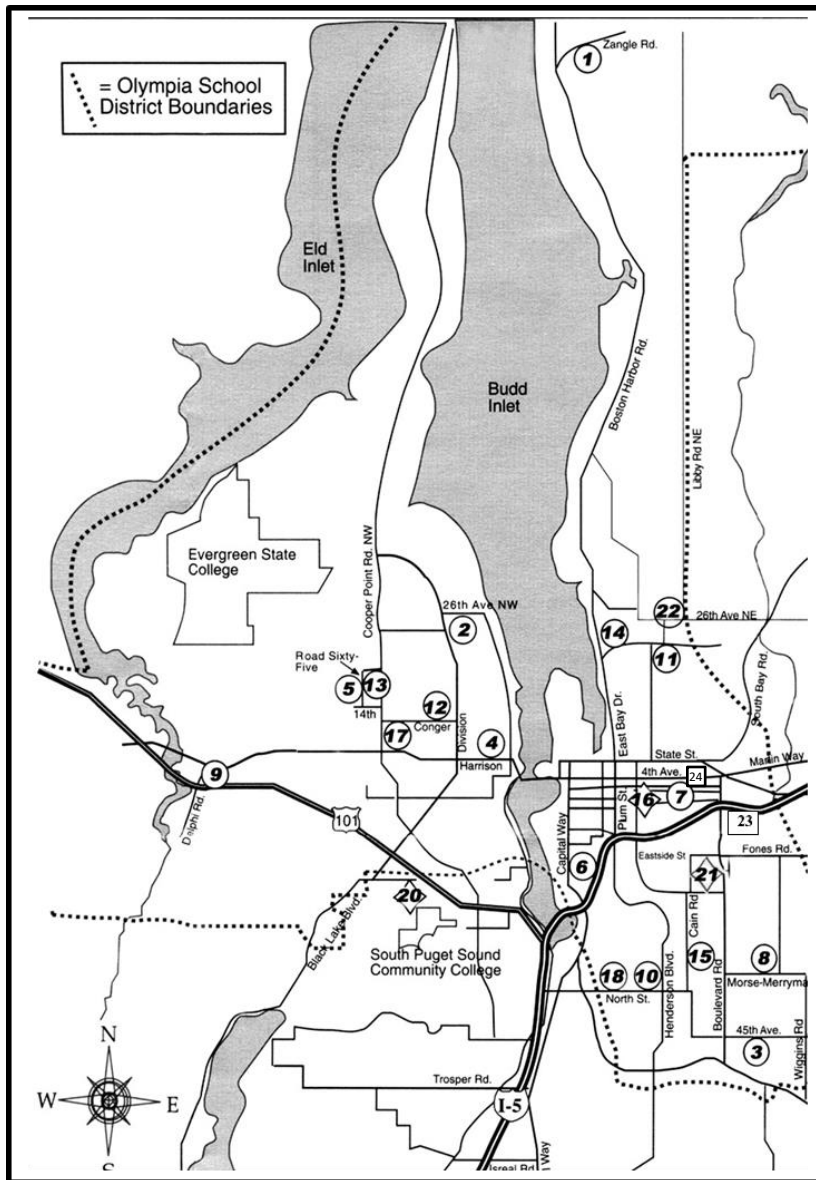 = Olympia School
District Boundaries
1
Zangle Rd.
Eld
Inlet
Budd
Inlet
Boston Harbor Rd.
Libby Rd NE
Evergreen State
College
Cooper Point Rd. NW
26th Ave NW
2
22
26th Ave NE
14
11
Road Sixty-
Five
5
13
14th
12
Conger
17
Division
4
Harrison
East Bay Dr.
South Bay Rd.
State St.
Martin Way
4th Ave.
24
9
Delphi Rd.
101
16
7
Plum St.
23
Capital Way
6
Eastside St
Fones Rd.
21
20
Black Lake Blvd.
South Puget Sound
Community College
Cain Rd
15
8
18
10
North St.
Henderson Blvd.
Boulevard Rd
Morse-Merryma
45th Ave.
3
Wiggins Rd
N
W
E
S
Trosper Rd.
I-5
Isreal Rd.
Way